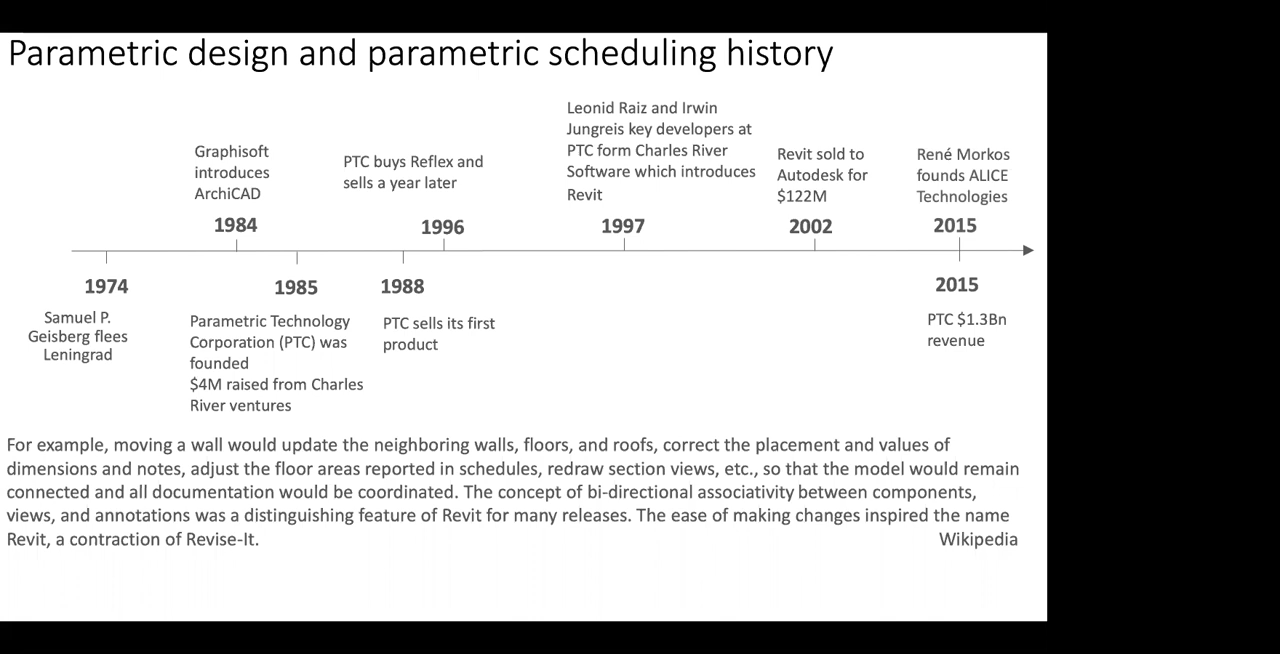 Parametric design and parametric scheduling history
Graphisoft
introduces
ArchiCAD
1984
PTC buys Reflex and
sells a year later
1996
Leonid Raiz and Irwin
Jungreis key developers at
PTC form Charles River
Software which introduces
Revit
1997
Revit sold to
Autodesk for
$122M
2002
René Morkos
founds ALICE
Technologies
2015
1974
Samuel P.
Geisberg flees
Leningrad
1985
Parametric Technology
Corporation (PTC) was
founded
$4M raised from Charles
River ventures
1988
PTC sells its first
product
2015
PTC $1.3Bn
revenue
For example, moving a wall would update the neighboring walls, floors, and roofs, correct the placement and values of
dimensions and notes, adjust the floor areas reported in schedules, redraw section views, etc., so that the model would remain
connected and all documentation would be coordinated. The concept of bi-directional associativity between components,
views, and annotations was a distinguishing feature of Revit for many releases. The ease of making changes inspired the name
Revit, a contraction of Revise-It.
Wikipedia